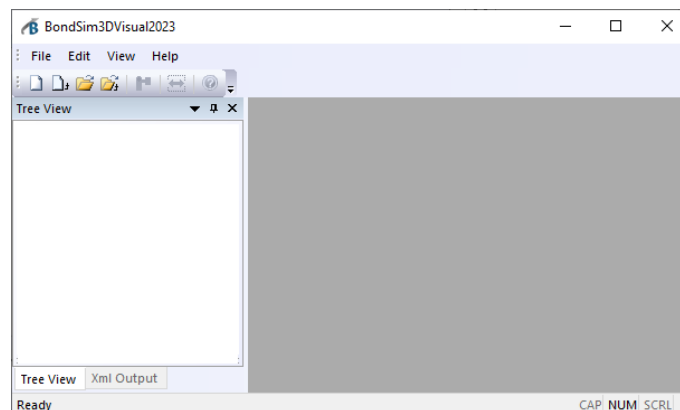 BondSim3DVisual2023
File Edit View Help
Tree View
Tree View Xml Output
Ready CAP NUM SCRL